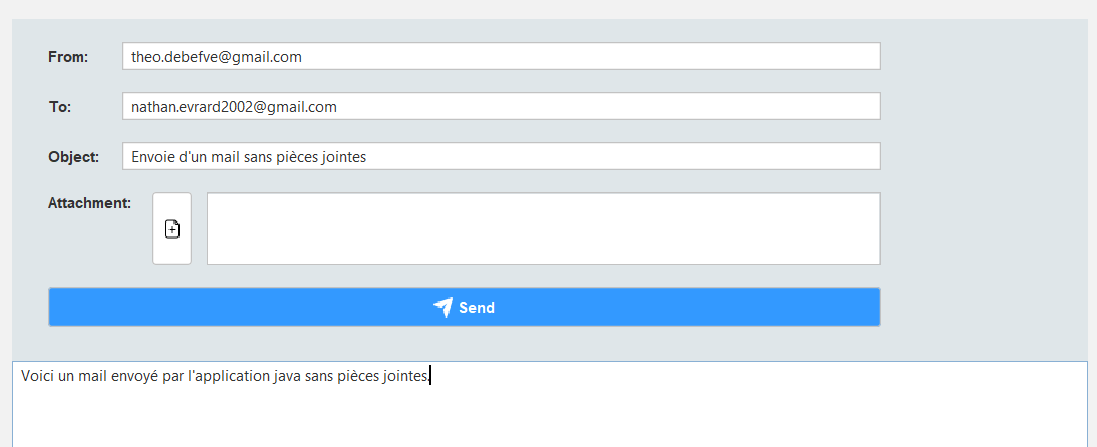 From: theo.debefve@gmail.com
To: nathan.evrard2002@gmail.com
Object: Envoie d'un mail sans pièces jointes
Attachment:
Send
Voici un mail envoyé par l'application java sans pièces jointes.